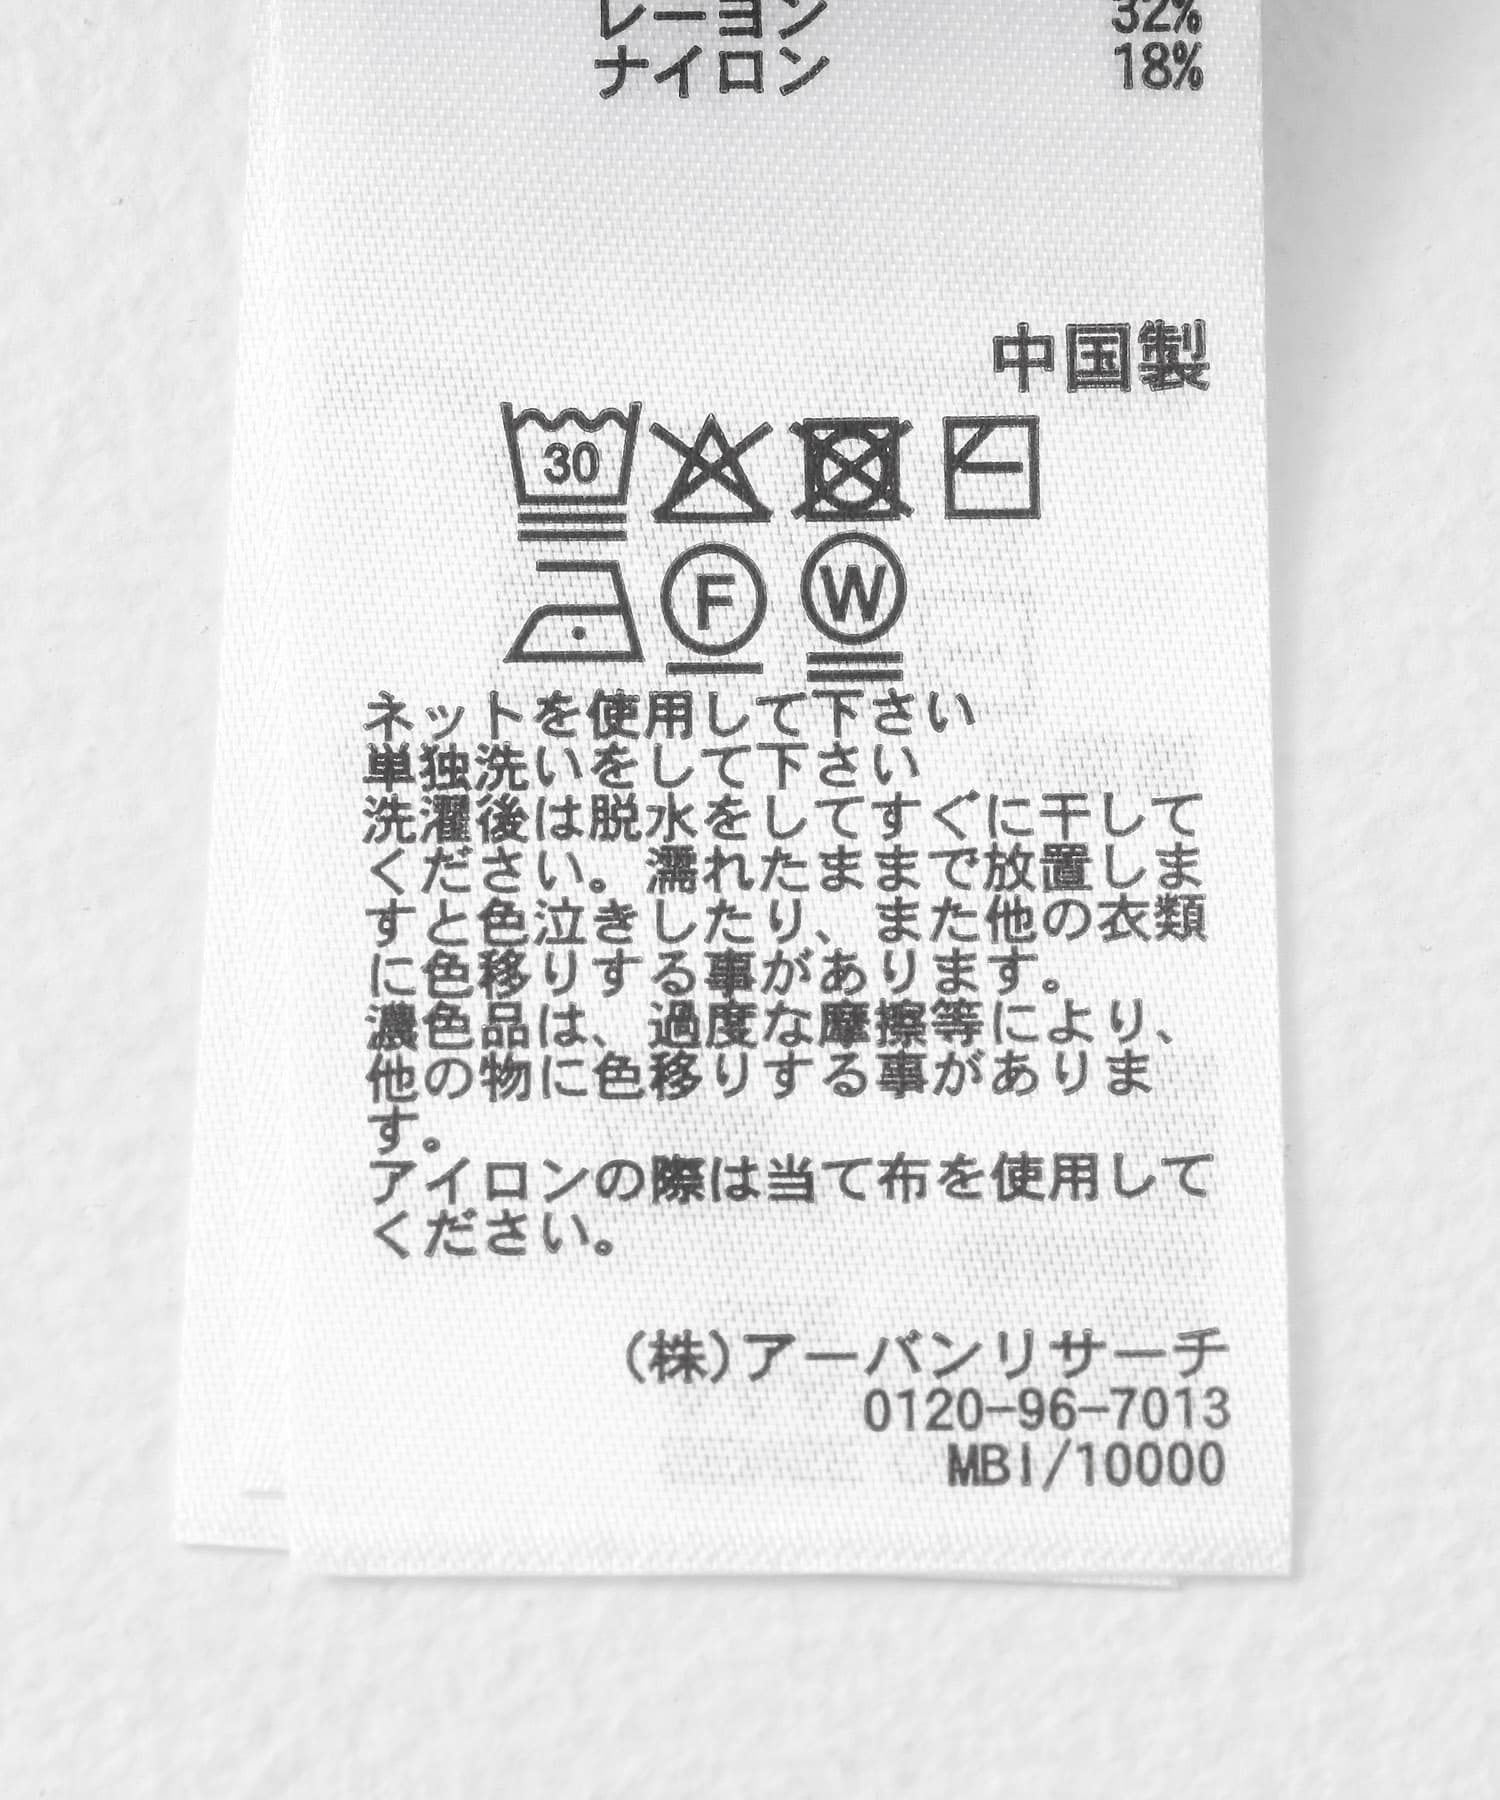 レーヨン 32%
ナイロン 18%
中国製
30
F W
ネットを使用して下さい
単独洗いをして下さい
洗濯後は脱水をしてすぐに干して
ください。濡れたままで放置しま
すと色泣きしたり、また他の衣類
に色移りする事があります。
濃色品は、過度な摩擦等により、
他の物に色移りする事がありま
す。
アイロンの際は当て布を使用して
ください。
(株)アーバンリサーチ
0120-96-7013
MBI/10000